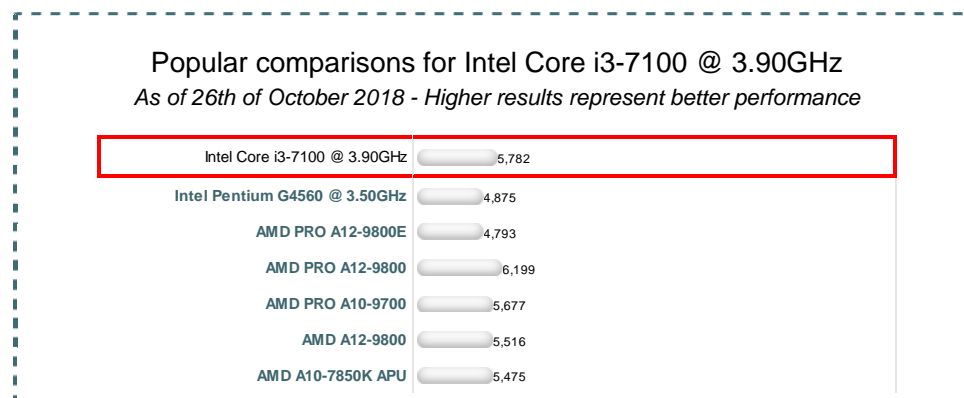 Popular comparisons for Intel Core i3-7100 @ 3.90GHz
As of 26th of October 2018 - Higher results represent better performance
Intel Core i3-7100 @ 3.90GHz 5,782
Intel Pentium G4560 @ 3.50GHz 4,875
AMD PRO A12-9800E 4,793
AMD PRO A12-9800 6,199
AMD PRO A10-9700 5,677
AMD A12-9800 5,516
AMD A10-7850K APU 5,475